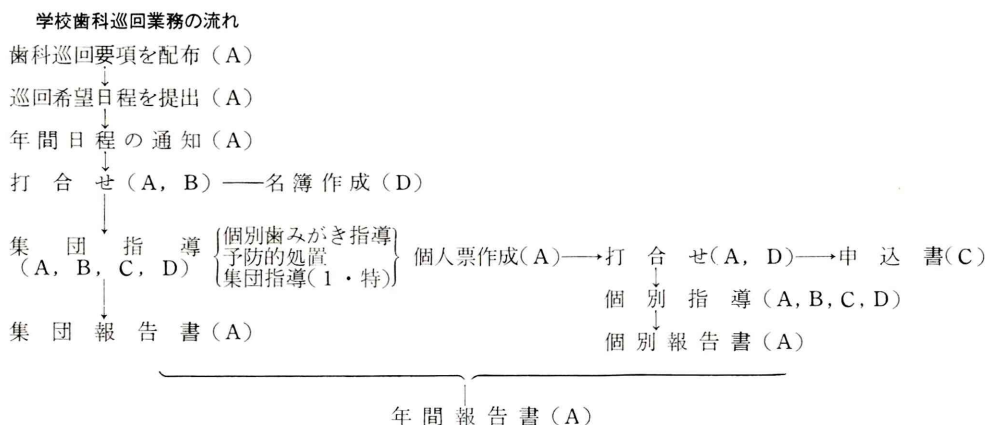 学校歯科巡回業務の流れ
歯科巡回要項を配布(A)
巡回希望日程を提出(A)
年間日程の通知(A)
打合せ(A, B)──名簿作成(D)
集団指導
(A, B, C, D)
個別歯みがき指導
予防的処置
集団指導(1・特)
個人票作成(A)→打合せ(A, D)→申込書(C)
個別指導(A, B, C, D)
集団報告書(A)
個別報告書(A)
年間報告書(A)